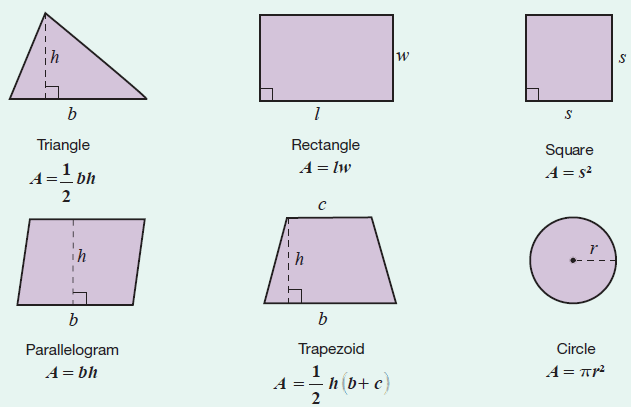 h
b
Triangle
A = 1/2 bh
w
l
Rectangle
A = lw
s
s
Square
A = s²
h
b
Parallelogram
A = bh
c
h
b
Trapezoid
A = 1/2 h(b + c)
r
Circle
A = πr²